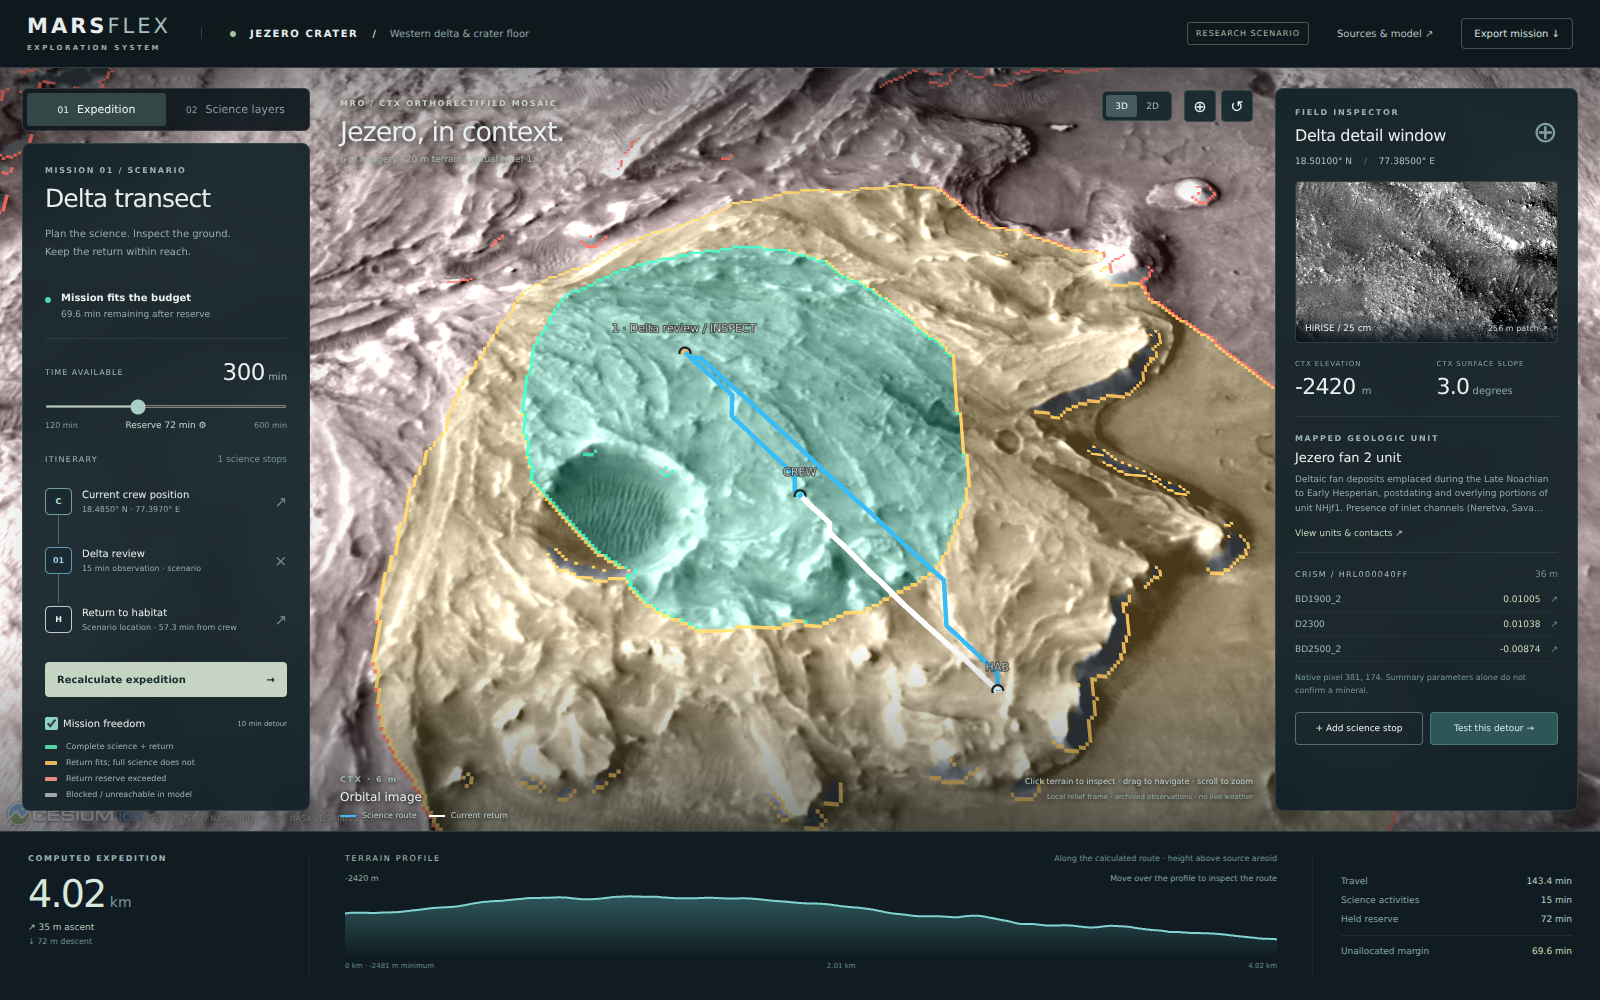 MARSFLEX
EXPLORATION SYSTEM
JEZERO CRATER / Western delta & crater floor
RESEARCH SCENARIO
Sources & model ↗
Export mission ↓
01 Expedition
02 Science layers
MISSION 01 / SCENARIO
Delta transect
Plan the science. Inspect the ground.
Keep the return within reach.
Mission fits the budget
69.6 min remaining after reserve
TIME AVAILABLE
300 min
120 min
Reserve 72 min ⚙
600 min
ITINERARY
1 science stops
C
Current crew position
18.4850° N · 77.3970° E
↗
01
Delta review
15 min observation · scenario
×
H
Return to habitat
Scenario location · 57.3 min from crew
↗
Recalculate expedition →
Mission freedom
10 min detour
Complete science + return
Return fits; full science does not
Return reserve exceeded
Blocked / unreachable in model
CESIUM ion
MRO / CTX ORTHORECTIFIED MOSAIC
Jezero, in context.
3D 2D
1 · Delta review / INSPECT
CREW
HAB
CTX · 6 m
Orbital image
Science route
Current return
Click terrain to inspect · drag to navigate · scroll to zoom
Local relief frame · archived observations · no live weather
FIELD INSPECTOR
Delta detail window
18.50100° N / 77.38500° E
HiRISE / 25 cm
256 m patch ↗
CTX ELEVATION
-2420 m
CTX SURFACE SLOPE
3.0 degrees
MAPPED GEOLOGIC UNIT
Jezero fan 2 unit
Deltaic fan deposits emplaced during the Late Noachian
to Early Hesperian, postdating and overlying portions of
unit NHjf1. Presence of inlet channels (Neretva, Sava...
View units & contacts ↗
CRISM / HRL000040FF
36 m
BD1900_2 0.01005 ↗
D2300 0.01038 ↗
BD2500_2 -0.00874 ↗
Native pixel 381, 174. Summary parameters alone do not
confirm a mineral.
+ Add science stop
Test this detour →
COMPUTED EXPEDITION
4.02 km
↗ 35 m ascent
↓ 72 m descent
TERRAIN PROFILE
Along the calculated route · height above source areoid
-2420 m
Move over the profile to inspect the route
0 km · -2481 m minimum
2.01 km
4.02 km
Travel 143.4 min
Science activities 15 min
Held reserve 72 min
Unallocated margin 69.6 min